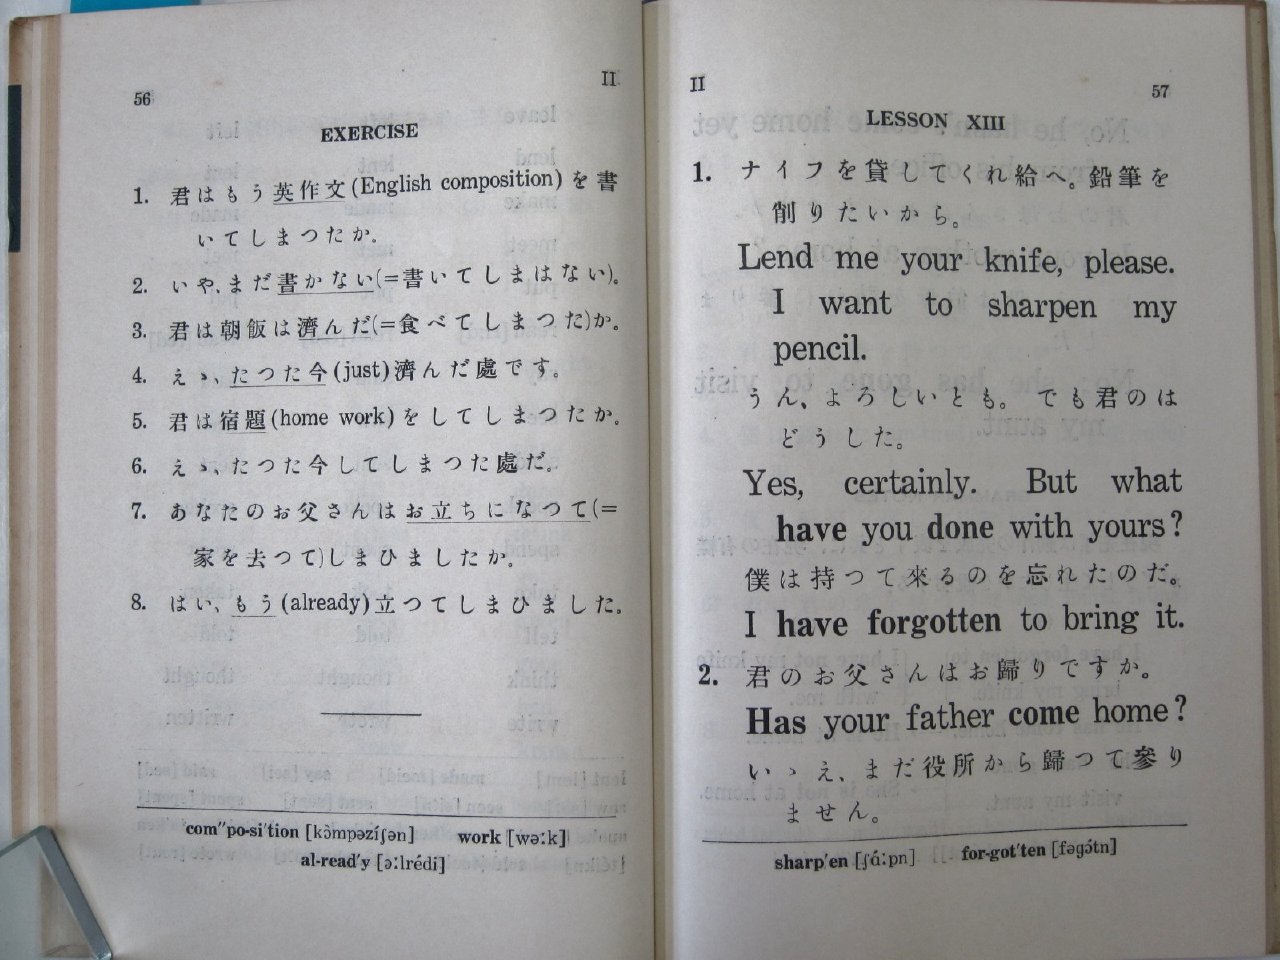 56
II
EXERCISE
1. 君はもう英作文(English composition)を書
いてしまつたか。
2. いや、まだ書かない(=書いてしまはない)。
3. 君は朝飯は濟んだ(=食べてしまつた)か。
4. えゝ、たつた今(just)濟んだ處です。
5. 君は宿題(home work)をしてしまつたか。
6. えゝ、たつた今してしまつた處だ。
7. あなたのお父さんはお立ちになつて(=
家を去つて)しまひましたか。
8. はい、もう(already)立つてしまひました。
com″po-si′tion [kɔ̀mpəzíʃən] work [wəːk]
al-read′y [ɔːlrédi]
II
57
LESSON XIII
1. ナイフを貸してくれ給へ。鉛筆を
削りたいから。
Lend me your knife, please.
I want to sharpen my
pencil.
うん、よろしいとも。でも君のは
どうした。
Yes, certainly. But what
have you done with yours?
僕は持つて來るのを忘れたのだ。
I have forgotten to bring it.
2. 君のお父さんはお歸りですか。
Has your father come home?
いゝえ、まだ役所から歸つて參り
ません。
sharp′en [ʃɑ́ːpn] for-got′ten [fəgɔ́tn]